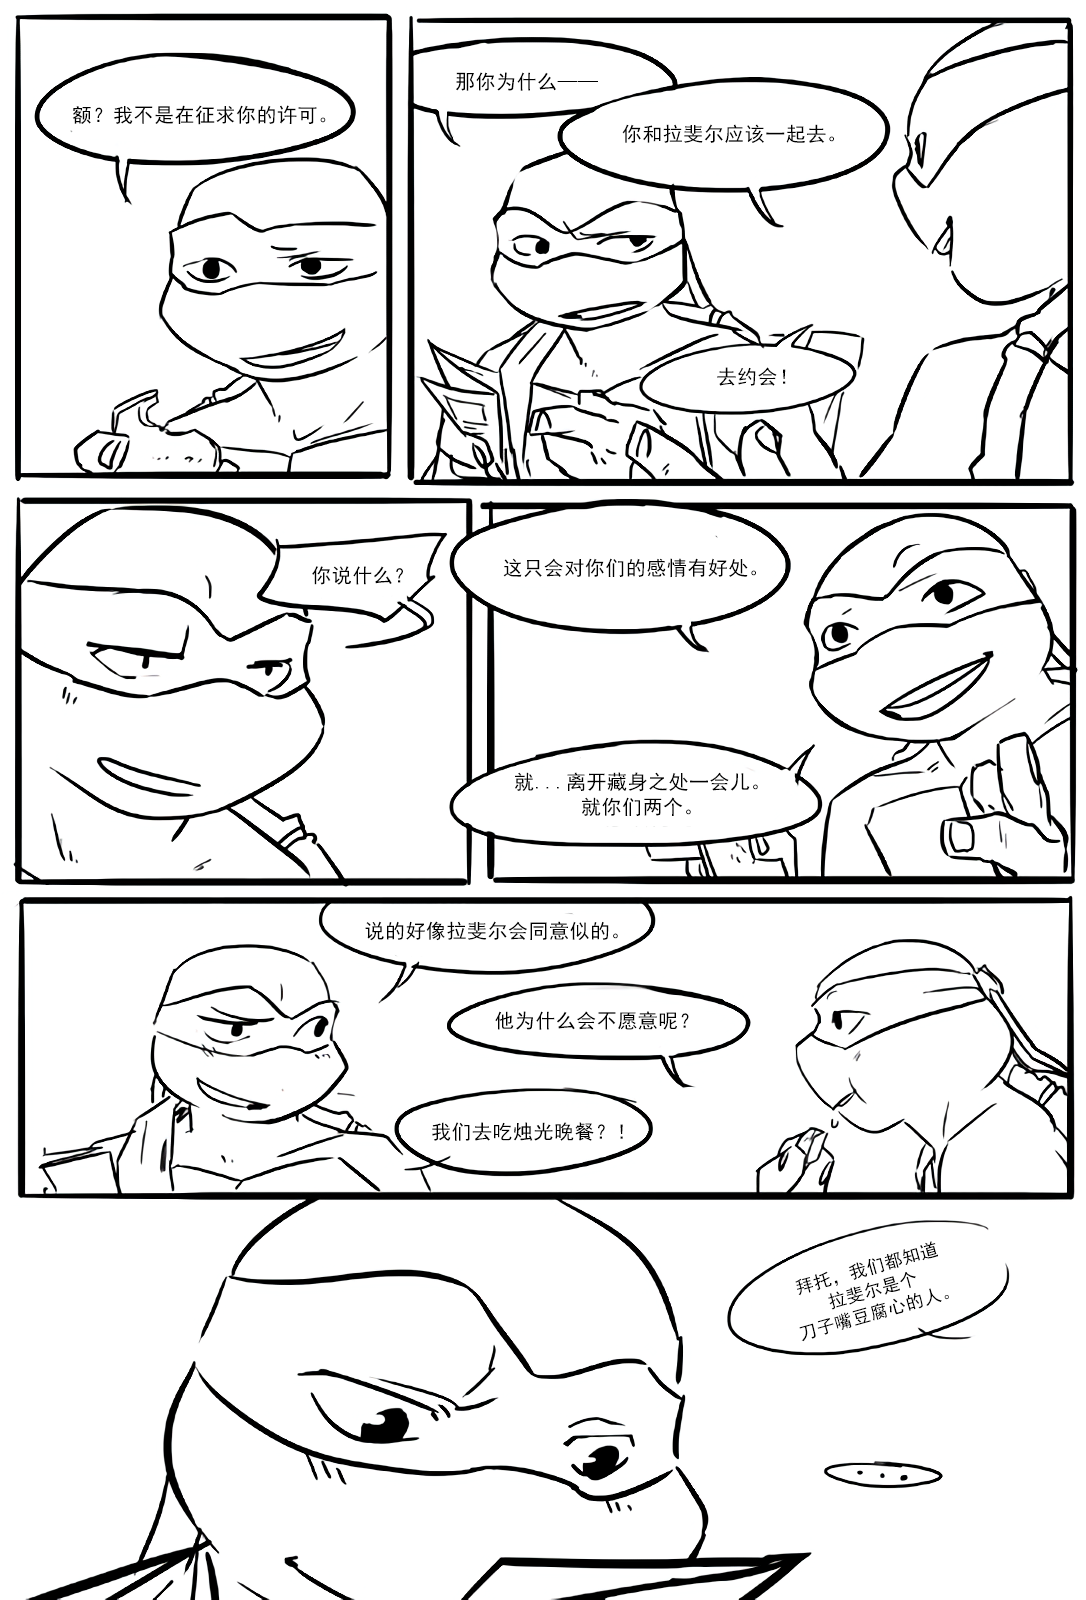 额？我不是在征求你的许可。
那你为什么——
你和拉斐尔应该一起去。
去约会！
你说什么？
这只会对你们的感情有好处。
就...离开藏身之处一会儿。
就你们两个。
说的好像拉斐尔会同意似的。
他为什么会不愿意呢？
我们去吃烛光晚餐？！
拜托，我们都知道
拉斐尔是个
刀子嘴豆腐心的人。
...